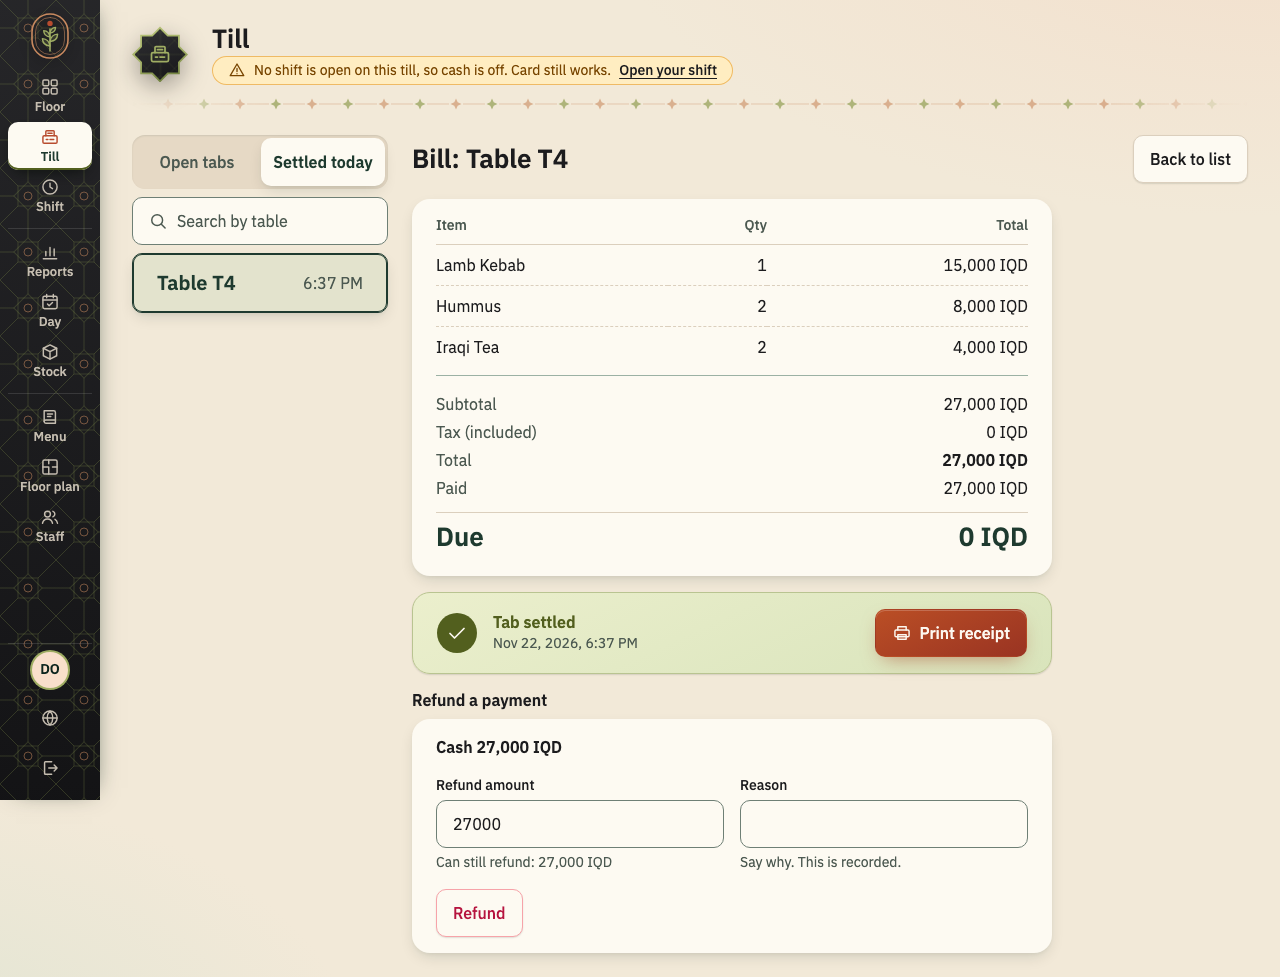 Till
No shift is open on this till, so cash is off. Card still works. Open your shift
Floor
Till
Shift
Reports
Day
Stock
Menu
Floor plan
Staff
DO
Open tabs
Settled today
Search by table
Table T4 6:37 PM
Bill: Table T4
Back to list
Item Qty Total
Lamb Kebab 1 15,000 IQD
Hummus 2 8,000 IQD
Iraqi Tea 2 4,000 IQD
Subtotal 27,000 IQD
Tax (included) 0 IQD
Total 27,000 IQD
Paid 27,000 IQD
Due 0 IQD
Tab settled
Nov 22, 2026, 6:37 PM
Print receipt
Refund a payment
Cash 27,000 IQD
Refund amount Reason
27000
Can still refund: 27,000 IQD Say why. This is recorded.
Refund